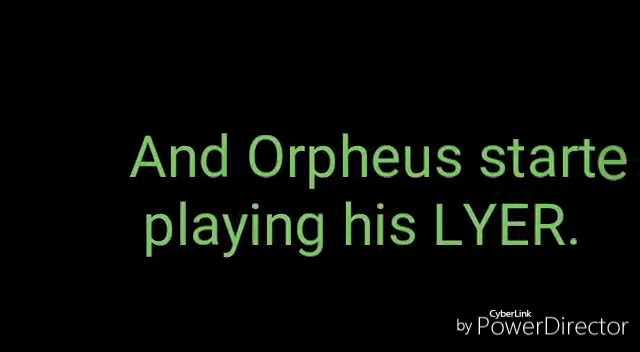 And Orpheus starte
playing his LYER.
CyberLink
by PowerDirector